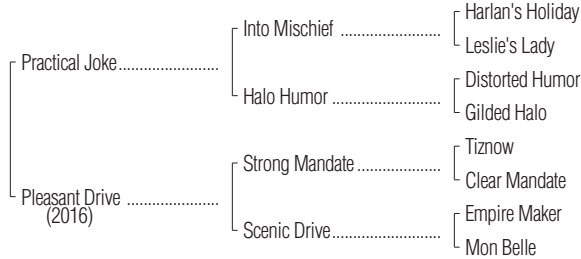 Harlan's Holiday
Into Mischief
Leslie's Lady
Practical Joke
Distorted Humor
Halo Humor
Gilded Halo
Tiznow
Strong Mandate
Clear Mandate
Pleasant Drive
(2016)
Empire Maker
Scenic Drive
Mon Belle